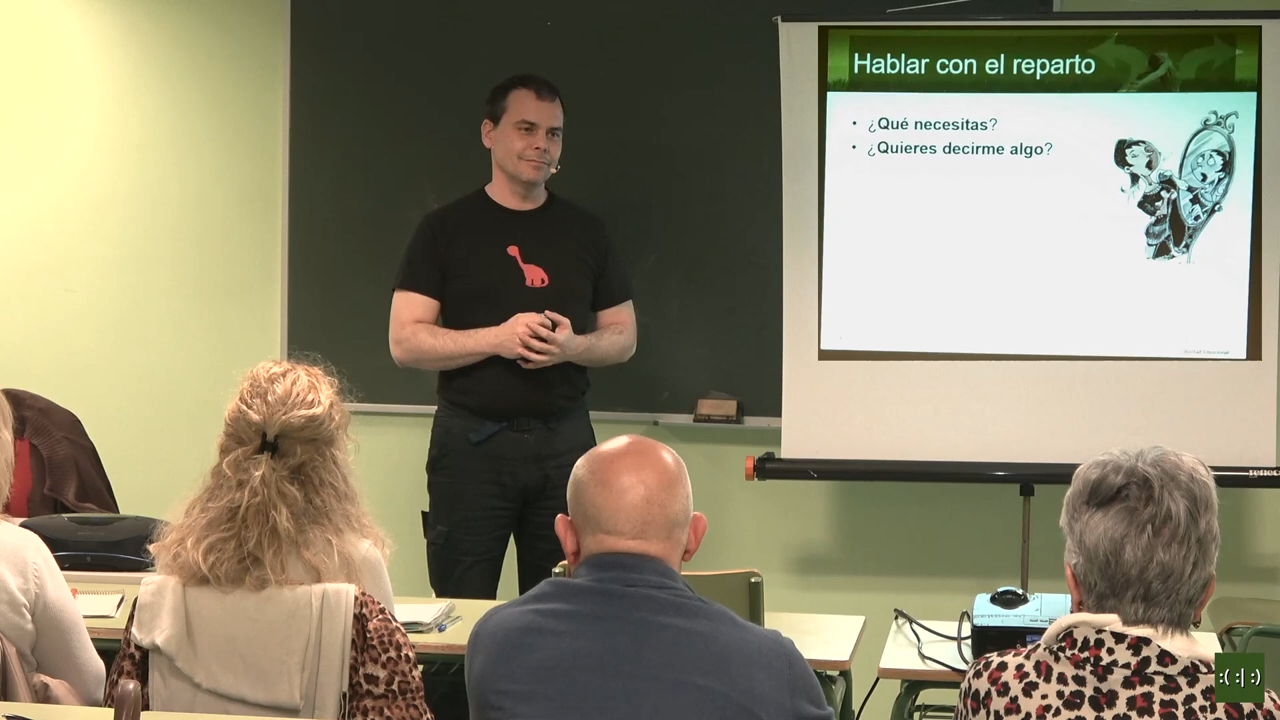 Hablar con el reparto
• ¿Qué necesitas?
• ¿Quieres decirme algo?
:( :| :)